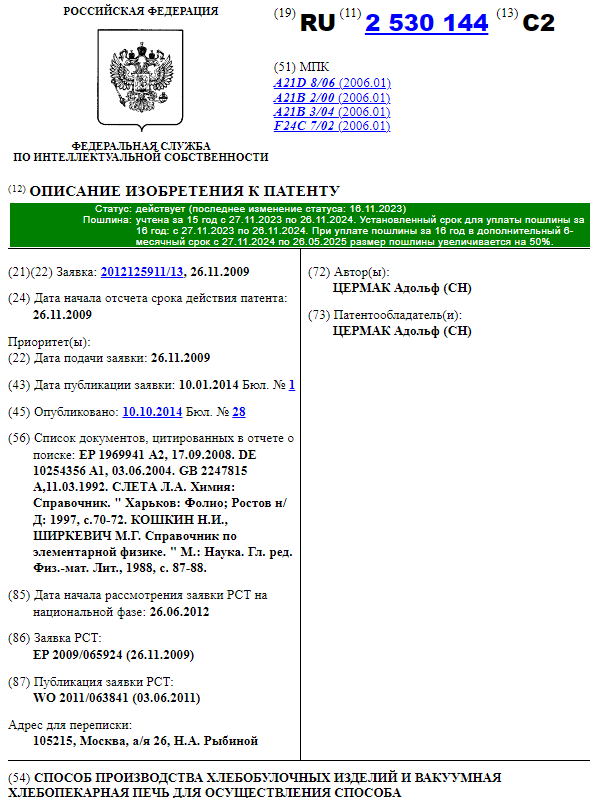 РОССИЙСКАЯ ФЕДЕРАЦИЯ
ФЕДЕРАЛЬНАЯ СЛУЖБА
ПО ИНТЕЛЛЕКТУАЛЬНОЙ СОБСТВЕННОСТИ
(19) RU (11) 2 530 144 (13) C2
(51) МПК
A21D 8/06 (2006.01)
A21B 2/00 (2006.01)
A21B 3/04 (2006.01)
F24C 7/02 (2006.01)
(12) ОПИСАНИЕ ИЗОБРЕТЕНИЯ К ПАТЕНТУ
Статус: действует (последнее изменение статуса: 16.11.2023)
Пошлина: учтена за 15 год с 27.11.2023 по 26.11.2024. Установленный срок для уплаты пошлины за
16 год: с 27.11.2023 по 26.11.2024. При уплате пошлины за 16 год в дополнительный 6-
месячный срок с 27.11.2024 по 26.05.2025 размер пошлины увеличивается на 50%.
(21)(22) Заявка: 2012125911/13, 26.11.2009
(24) Дата начала отсчета срока действия патента:
26.11.2009
Приоритет(ы):
(22) Дата подачи заявки: 26.11.2009
(43) Дата публикации заявки: 10.01.2014 Бюл. № 1
(45) Опубликовано: 10.10.2014 Бюл. № 28
(56) Список документов, цитированных в отчете о
поиске: EP 1969941 A2, 17.09.2008. DE
10254356 A1, 03.06.2004. GB 2247815
A,11.03.1992. СЛЕТА Л.А. Химия:
Справочник. " Харьков: Фолио; Ростов н/
Д: 1997, с.70-72. КОШКИН Н.И.,
ШИРКЕВИЧ М.Г. Справочник по
элементарной физике. " М.: Наука. Гл. ред.
Физ.-мат. Лит., 1988, с. 87-88.
(85) Дата начала рассмотрения заявки PCT на
национальной фазе: 26.06.2012
(86) Заявка PCT:
EP 2009/065924 (26.11.2009)
(87) Публикация заявки PCT:
WO 2011/063841 (03.06.2011)
Адрес для переписки:
105215, Москва, а/я 26, Н.А. Рыбиной
(72) Автор(ы):
ЦЕРМАК Адольф (CH)
(73) Патентообладатель(и):
ЦЕРМАК Адольф (CH)
(54) СПОСОБ ПРОИЗВОДСТВА ХЛЕБОБУЛОЧНЫХ ИЗДЕЛИЙ И ВАКУУМНАЯ
ХЛЕБОПЕКАРНАЯ ПЕЧЬ ДЛЯ ОСУЩЕСТВЛЕНИЯ СПОСОБА